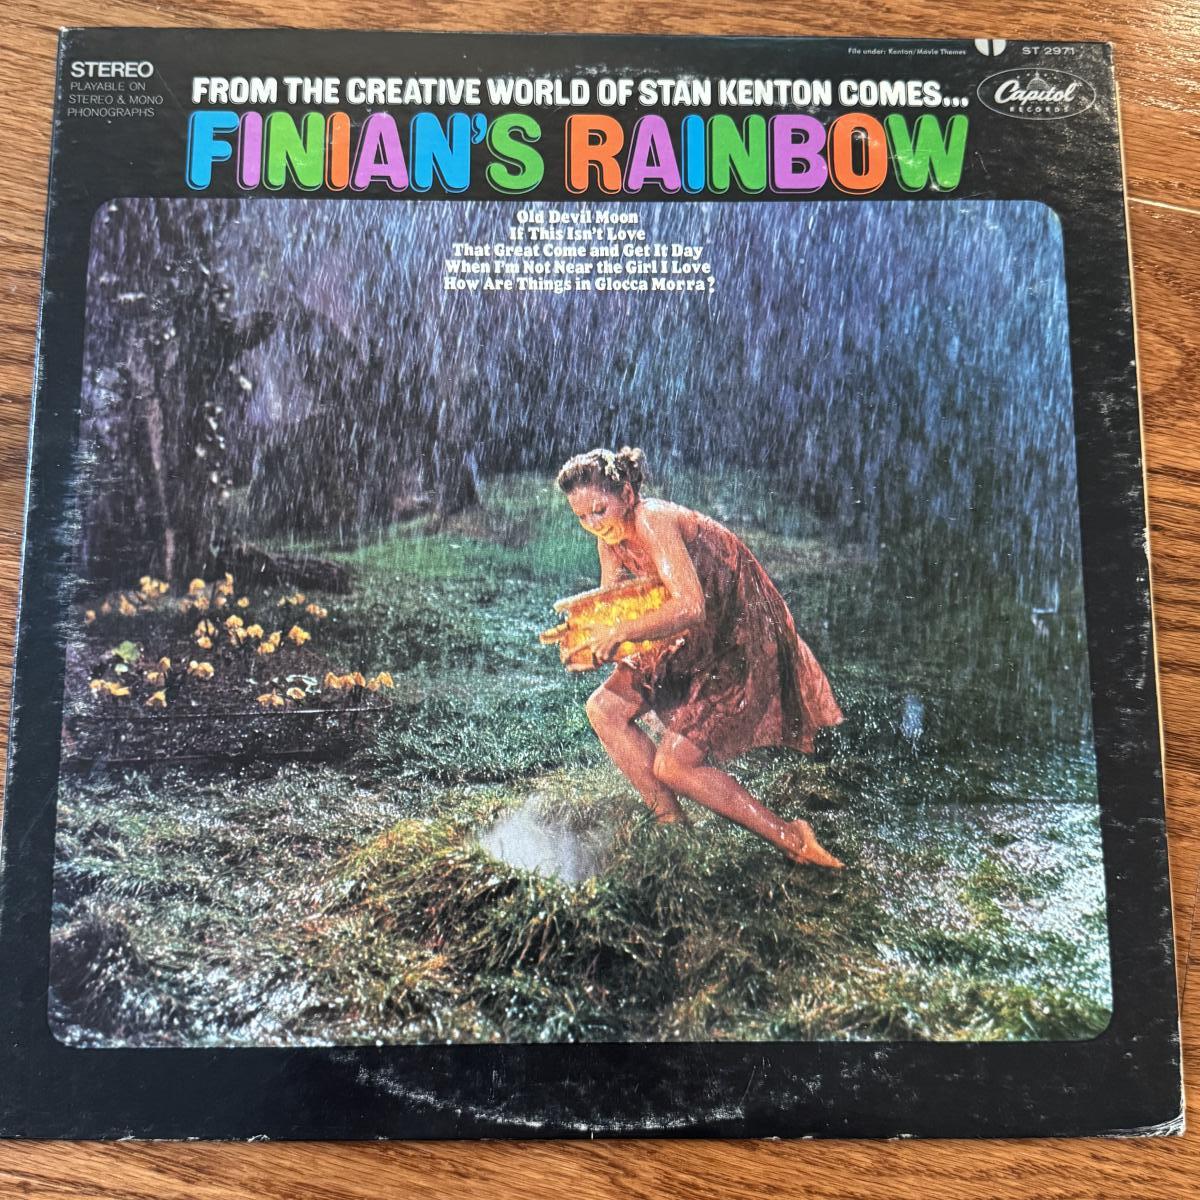 File under: Kenton/Movie Themes
ST 2971
STEREO
PLAYABLE ON
STEREO & MONO
PHONOGRAPHS
FROM THE CREATIVE WORLD OF STAN KENTON COMES...
Capitol
RECORDS
FINIAN'S RAINBOW
Old Devil Moon
If This Isn't Love
That Great Come and Get It Day
When I'm Not Near the Girl I Love
How Are Things in Glocca Morra?